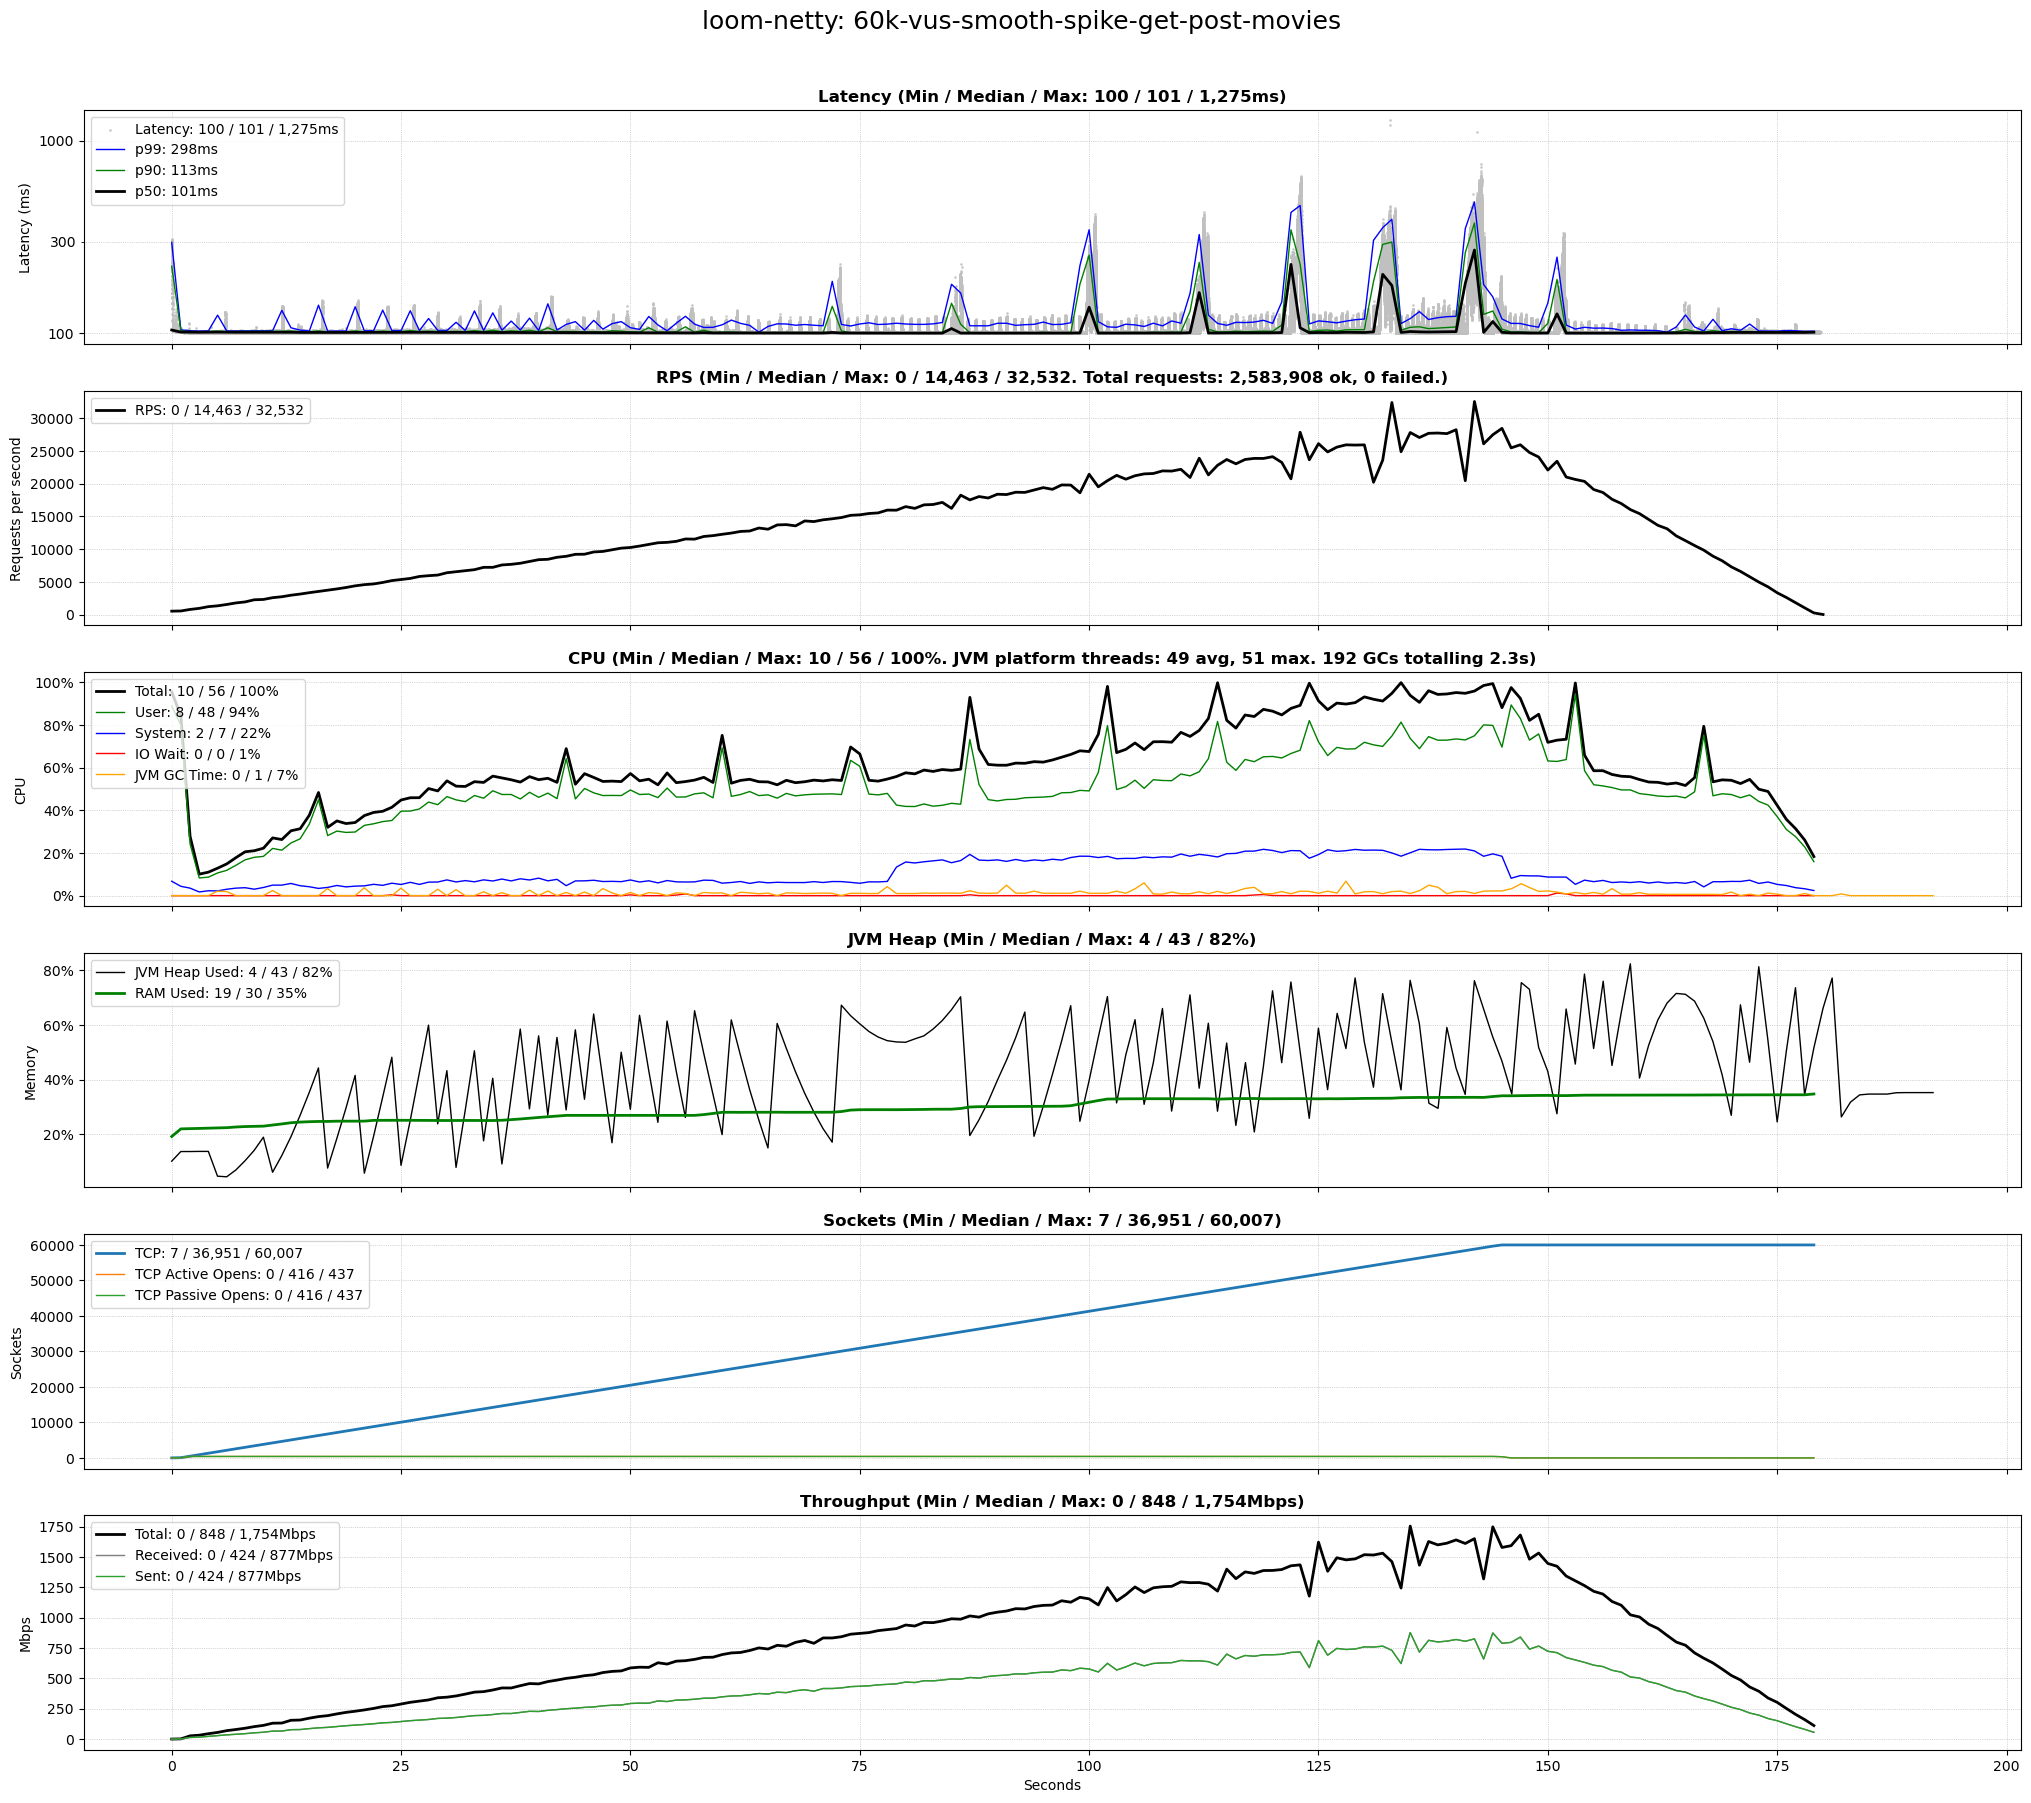 loom-netty: 60k-vus-smooth-spike-get-post-movies
Latency (Min / Median / Max: 100 / 101 / 1,275ms)
Latency: 100 / 101 / 1,275ms
p99: 298ms
p90: 113ms
p50: 101ms
Latency (ms)
1000
300
100
RPS (Min / Median / Max: 0 / 14,463 / 32,532. Total requests: 2,583,908 ok, 0 failed.)
RPS: 0 / 14,463 / 32,532
Requests per second
30000
25000
20000
15000
10000
5000
0
CPU (Min / Median / Max: 10 / 56 / 100%. JVM platform threads: 49 avg, 51 max. 192 GCs totalling 2.3s)
Total: 10 / 56 / 100%
User: 8 / 48 / 94%
System: 2 / 7 / 22%
IO Wait: 0 / 0 / 1%
JVM GC Time: 0 / 1 / 7%
CPU
100%
80%
60%
40%
20%
0%
JVM Heap (Min / Median / Max: 4 / 43 / 82%)
JVM Heap Used: 4 / 43 / 82%
RAM Used: 19 / 30 / 35%
Memory
80%
60%
40%
20%
Sockets (Min / Median / Max: 7 / 36,951 / 60,007)
TCP: 7 / 36,951 / 60,007
TCP Active Opens: 0 / 416 / 437
TCP Passive Opens: 0 / 416 / 437
Sockets
60000
50000
40000
30000
20000
10000
0
Throughput (Min / Median / Max: 0 / 848 / 1,754Mbps)
Total: 0 / 848 / 1,754Mbps
Received: 0 / 424 / 877Mbps
Sent: 0 / 424 / 877Mbps
Mbps
1750
1500
1250
1000
750
500
250
0
0 25 50 75 100 125 150 175 200
Seconds